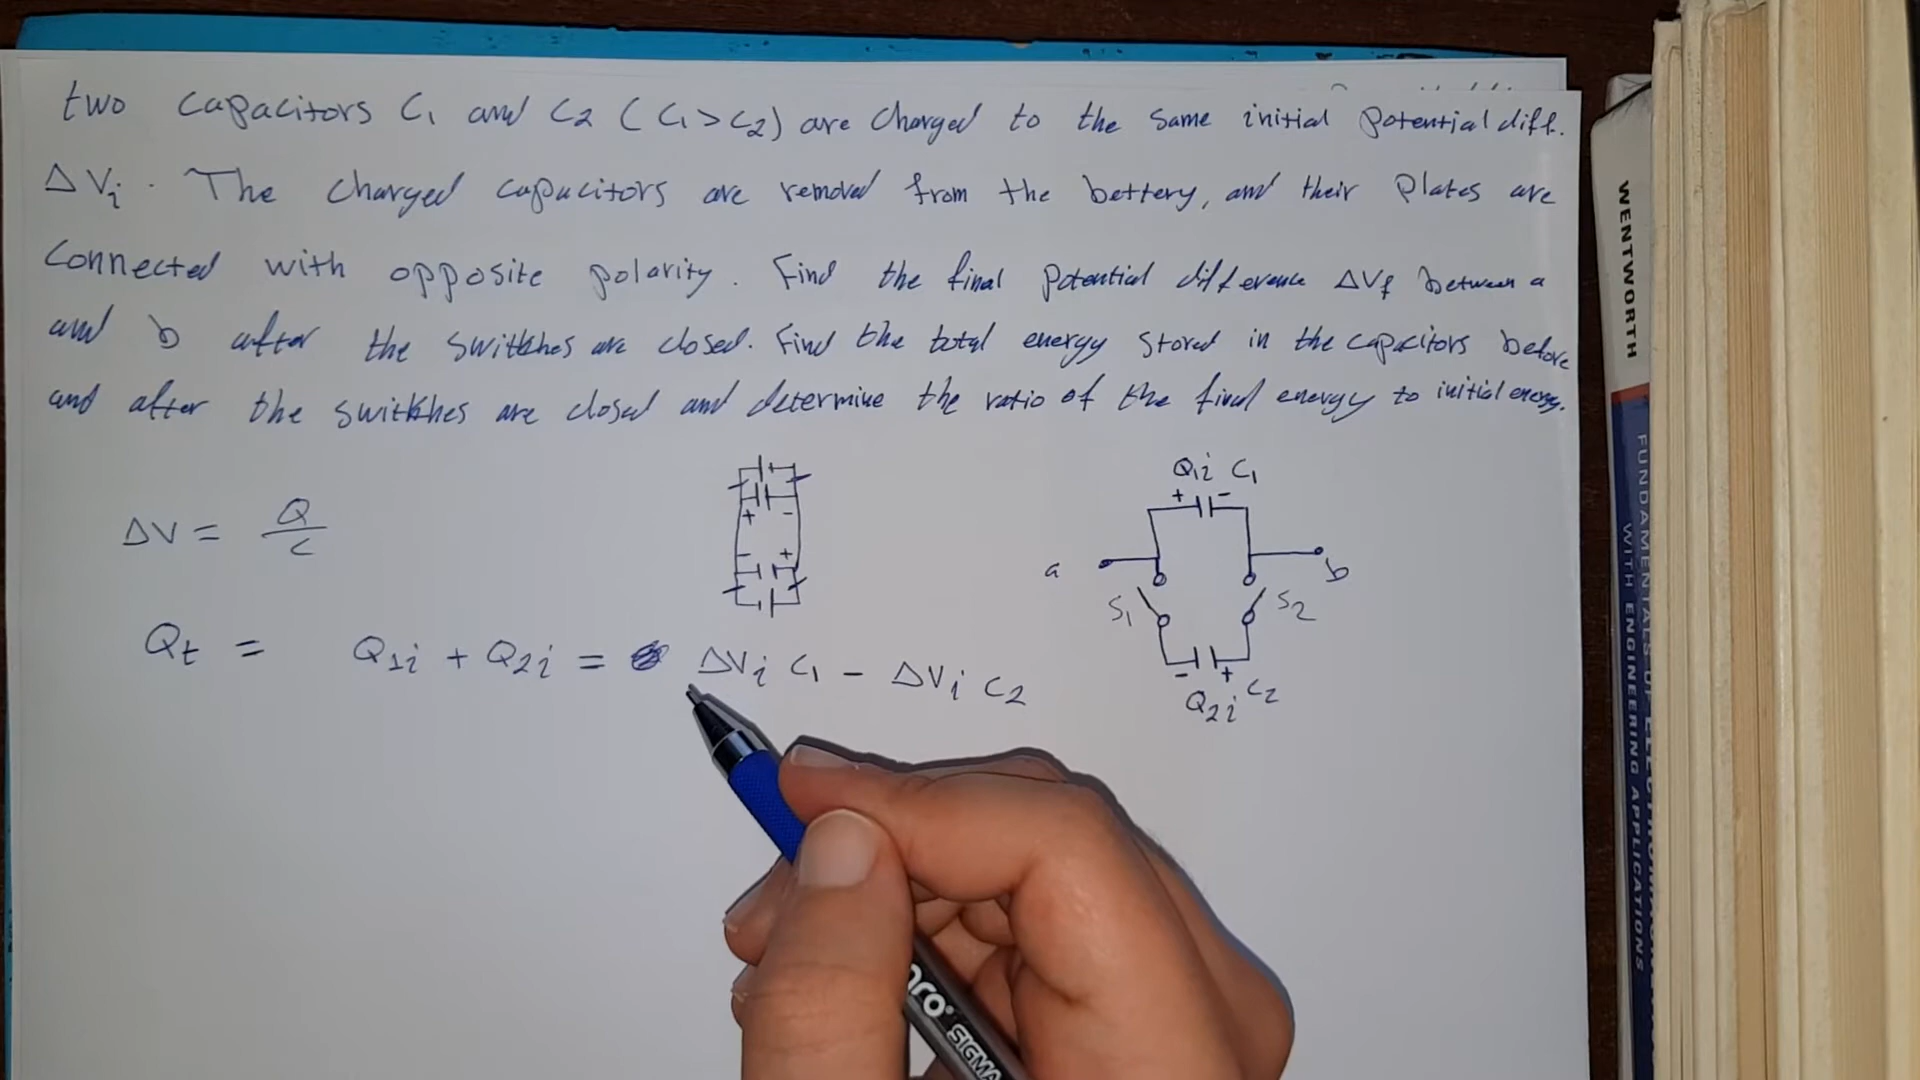 two capacitors C1 and C2 (C1>C2) are charged to the same initial potential diff.
ΔVi. The charged capacitors are removed from the bettery, and their plates are
connected with opposite polarity. Find the final potential difference ΔVf between a
and b after the switches are closed. Find the total energy stored in the capacitors before
and after the switches are closed and determine the ratio of the final energy to initial energy.
Q1i C1
+ -
ΔV = Q/C
+ -
- +
a
b
S1
S2
Qt = Q1i + Q2i = ΔVi C1 - ΔVi C2
- +
Q2i C2
WENTWORTH
FUNDAMENTALS OF ELECTROMAGNETICS
WITH ENGINEERING APPLICATIONS
pro SIGMA